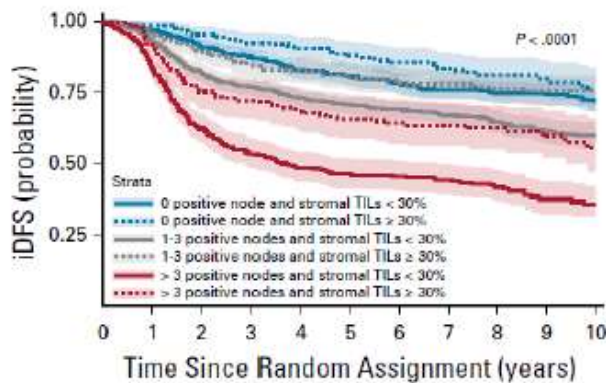 1.00
0.75
0.50
0.25
iDFS (probability)
P < .0001
Strata
0 positive node and stromal TILs < 30%
0 positive node and stromal TILs ≥ 30%
1-3 positive nodes and stromal TILs < 30%
1-3 positive nodes and stromal TILs ≥ 30%
> 3 positive nodes and stromal TILs < 30%
> 3 positive nodes and stromal TILs ≥ 30%
0 1 2 3 4 5 6 7 8 9 10
Time Since Random Assignment (years)